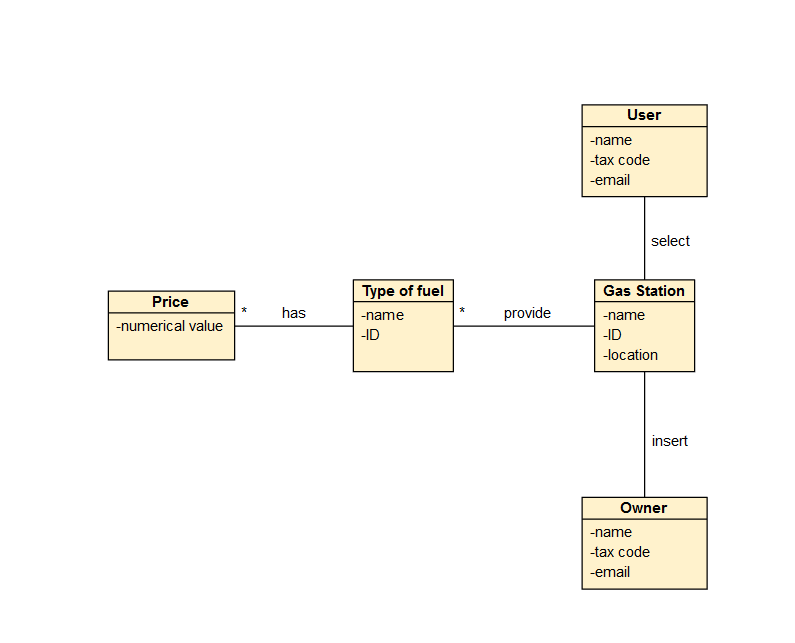 User
-name
-tax code
-email
select
Price
-numerical value
*
has
Type of fuel
-name
-ID
*
provide
Gas Station
-name
-ID
-location
insert
Owner
-name
-tax code
-email